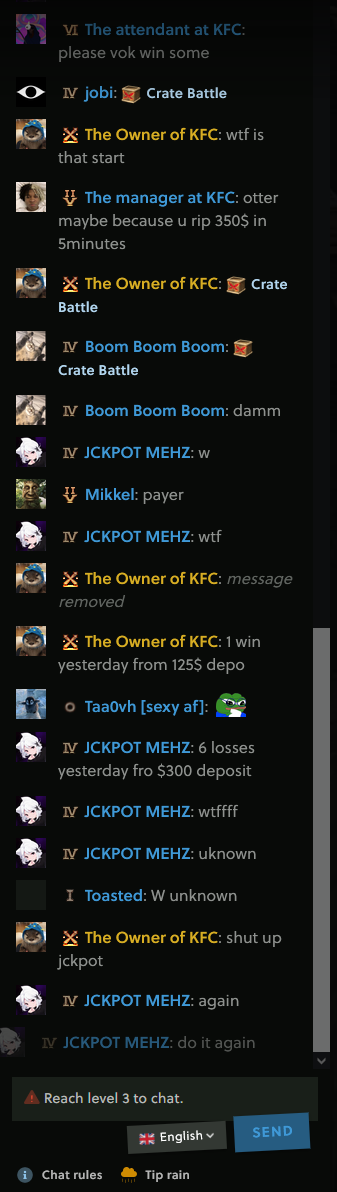 VI The attendant at KFC:
please vok win some
IV jobi: Crate Battle
The Owner of KFC: wtf is
that start
The manager at KFC: otter
maybe because u rip 350$ in
5minutes
The Owner of KFC: Crate
Battle
IV Boom Boom Boom:
Crate Battle
IV Boom Boom Boom: damm
IV JCKPOT MEHZ: w
Mikkel: payer
IV JCKPOT MEHZ: wtf
The Owner of KFC: message
removed
The Owner of KFC: 1 win
yesterday from 125$ depo
Taa0vh [sexy af]:
IV JCKPOT MEHZ: 6 losses
yesterday fro $300 deposit
IV JCKPOT MEHZ: wtffff
IV JCKPOT MEHZ: uknown
I Toasted: W unknown
The Owner of KFC: shut up
jckpot
IV JCKPOT MEHZ: again
IV JCKPOT MEHZ: do it again
Reach level 3 to chat.
English
SEND
Chat rules Tip rain